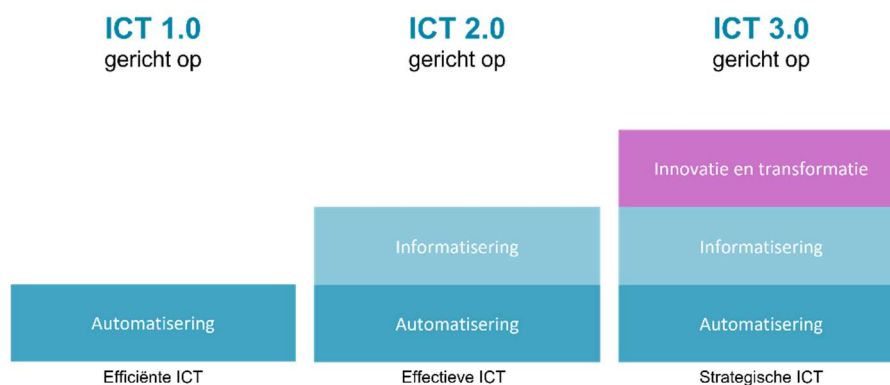 ICT 1.0
gericht op
ICT 2.0
gericht op
ICT 3.0
gericht op
Innovatie en transformatie
Informatisering
Informatisering
Automatisering
Automatisering
Automatisering
Efficiënte ICT
Effectieve ICT
Strategische ICT